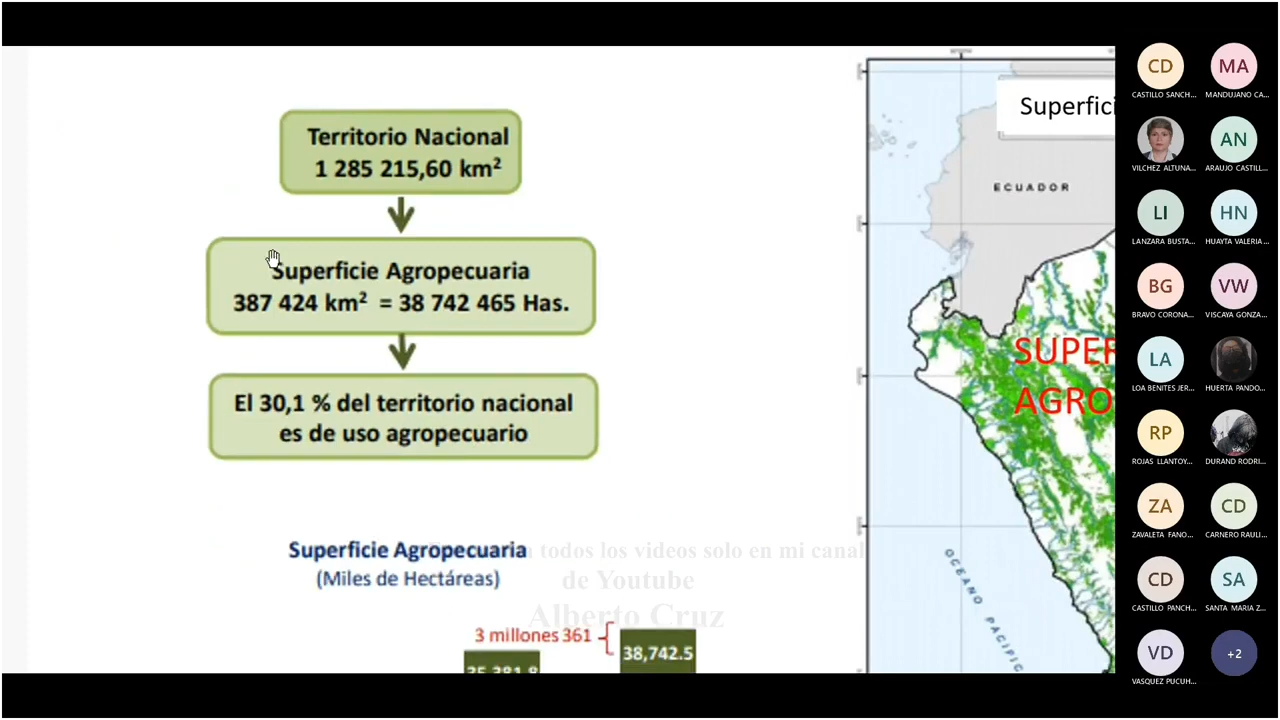 Territorio Nacional
1 285 215,60 km²
Superficie Agropecuaria
387 424 km² = 38 742 465 Has.
El 30,1 % del territorio nacional
es de uso agropecuario
Superficie Agropecuaria
(Miles de Hectáreas)
todos los videos solo en mi canal
de Youtube
Alberto Cruz
3 millones 361
38,742.5
35,381.8
Superfici
ECUADOR
SUPER
AGRO
OCEANO PACIFIC
CD
CASTILLO SANCH...
MA
MANDUJANO CA...
VILCHEZ ALTUNA...
AN
ARAUJO CASTILL...
LI
LANZARA BUSTA...
HN
HUAYTA VALERIA ...
BG
BRAVO CORONA...
VW
VISCAYA GONZA...
LA
LOA BENITES JER...
HUERTA PANDO...
RP
ROJAS LLANTOY...
DURAND RODRI...
ZA
ZAVALETA FANO...
CD
CARNERO RAULI...
CD
CASTILLO PANCH...
SA
SANTA MARIA Z...
VD
VASQUEZ PUCUH...
+2